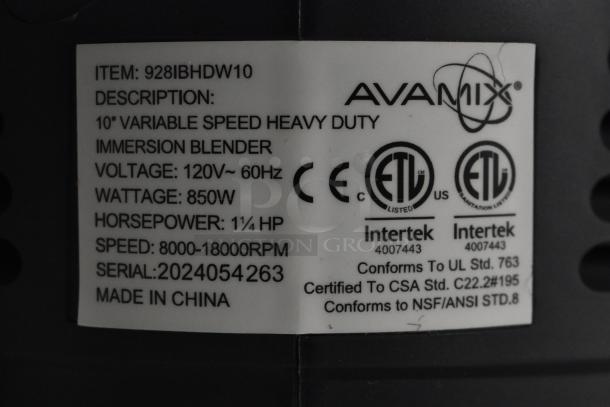 ITEM: 928IBHDW10
DESCRIPTION:
10" VARIABLE SPEED HEAVY DUTY
IMMERSION BLENDER
VOLTAGE: 120V~ 60Hz
WATTAGE: 850W
HORSEPOWER: 1¼ HP
SPEED: 8000-18000RPM
SERIAL: 2024054263
MADE IN CHINA
AVAMIX®
CE
C ETL US
LISTED
Intertek
4007443
ETL
SANITATION LISTED
Intertek
4007443
Conforms To UL Std. 763
Certified To CSA Std. C22.2#195
Conforms to NSF/ANSI STD.8
PCI
AUCTION GROUP